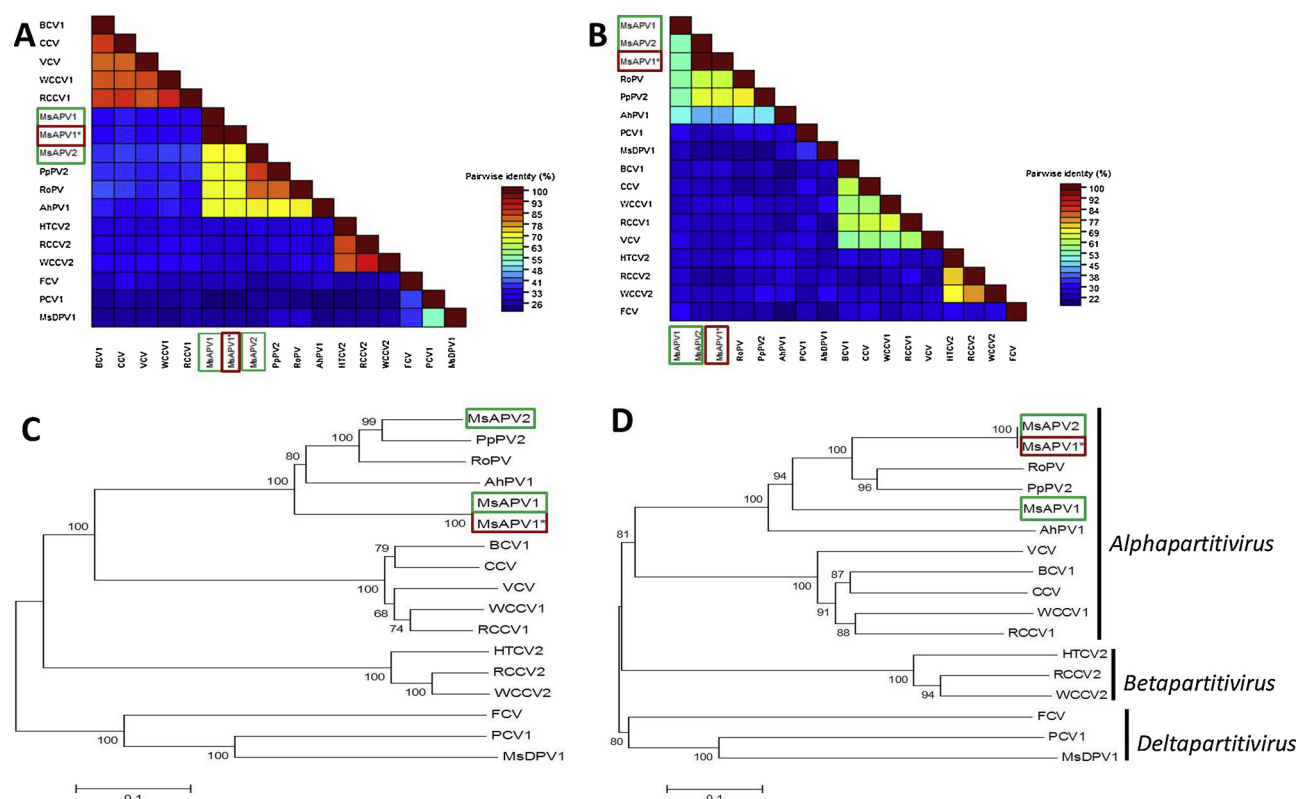 A
BCV1
CCV
VCV
WCCV1
RCCV1
MsAPV1
MsAPV1*
MsAPV2
PpPV2
RoPV
AhPV1
HTCV2
RCCV2
WCCV2
FCV
PCV1
MsDPV1
BCV1
CCV
VCV
WCCV1
RCCV1
MsAPV1
MsAPV1*
MsAPV2
PpPV2
RoPV
AhPV1
HTCV2
RCCV2
WCCV2
FCV
PCV1
MsDPV1
Pairwise identity (%)
100
93
85
78
70
63
55
48
41
33
26
B
MsAPV1
MsAPV2
MsAPV1*
RoPV
PpPV2
AhPV1
PCV1
MsDPV1
BCV1
CCV
WCCV1
RCCV1
VCV
HTCV2
RCCV2
WCCV2
FCV
MsAPV1
MsAPV2
MsAPV1*
RoPV
PpPV2
AhPV1
PCV1
MsDPV1
BCV1
CCV
WCCV1
RCCV1
VCV
HTCV2
RCCV2
WCCV2
FCV
Pairwise identity (%)
100
92
84
77
69
61
53
45
38
30
22
C
99
MsAPV2
100
PpPV2
80
RoPV
100
AhPV1
MsAPV1
100
MsAPV1*
100
79
BCV1
CCV
100
VCV
68
WCCV1
74
RCCV1
HTCV2
100
RCCV2
100
WCCV2
FCV
100
PCV1
100
MsDPV1
0.1
D
100
MsAPV2
MsAPV1*
100
RoPV
94
96
PpPV2
100
MsAPV1
AhPV1
81
Alphapartitivirus
VCV
100
87
BCV1
CCV
91
WCCV1
88
RCCV1
HTCV2
100
RCCV2
Betapartitivirus
94
WCCV2
FCV
80
PCV1
Deltapartitivirus
100
MsDPV1
0.1